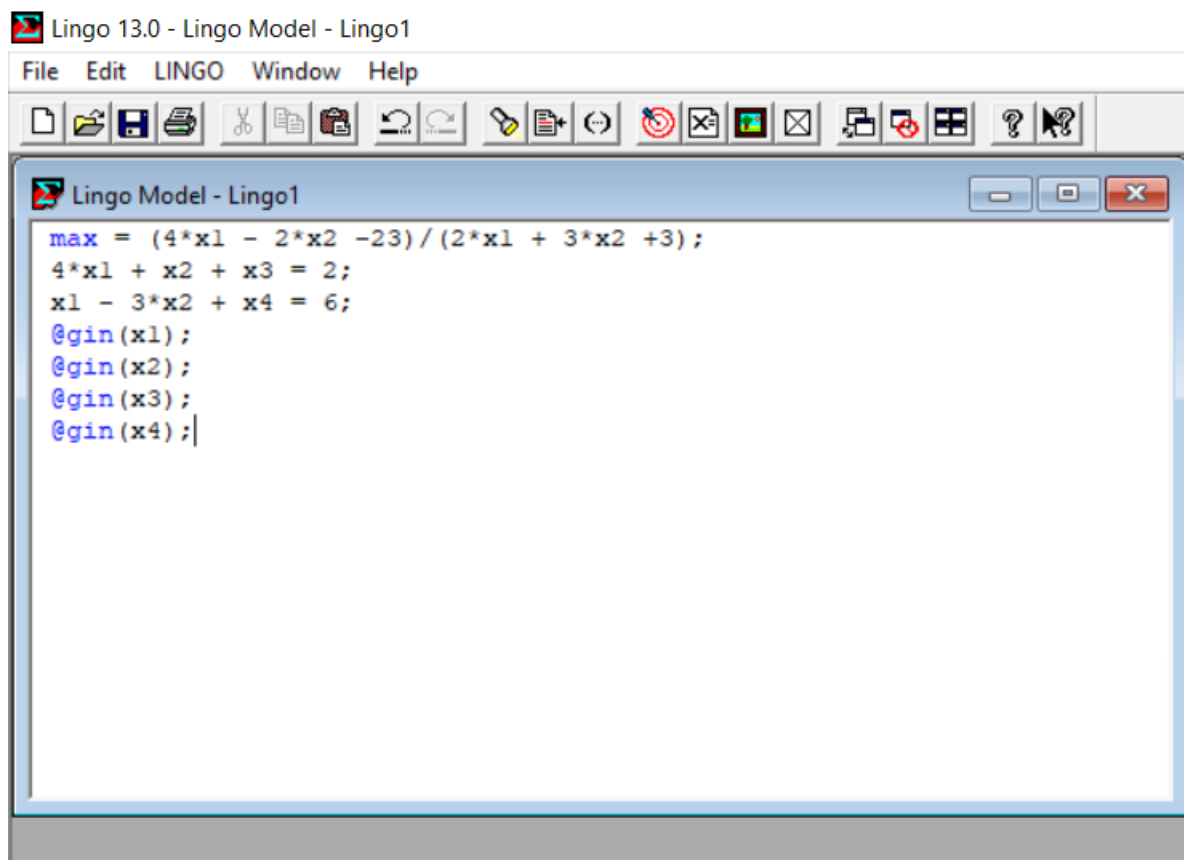 Lingo 13.0 - Lingo Model - Lingo1
File Edit LINGO Window Help
Lingo Model - Lingo1
max = (4*x1 - 2*x2 -23)/(2*x1 + 3*x2 +3);
4*x1 + x2 + x3 = 2;
x1 - 3*x2 + x4 = 6;
@gin(x1);
@gin(x2);
@gin(x3);
@gin(x4);